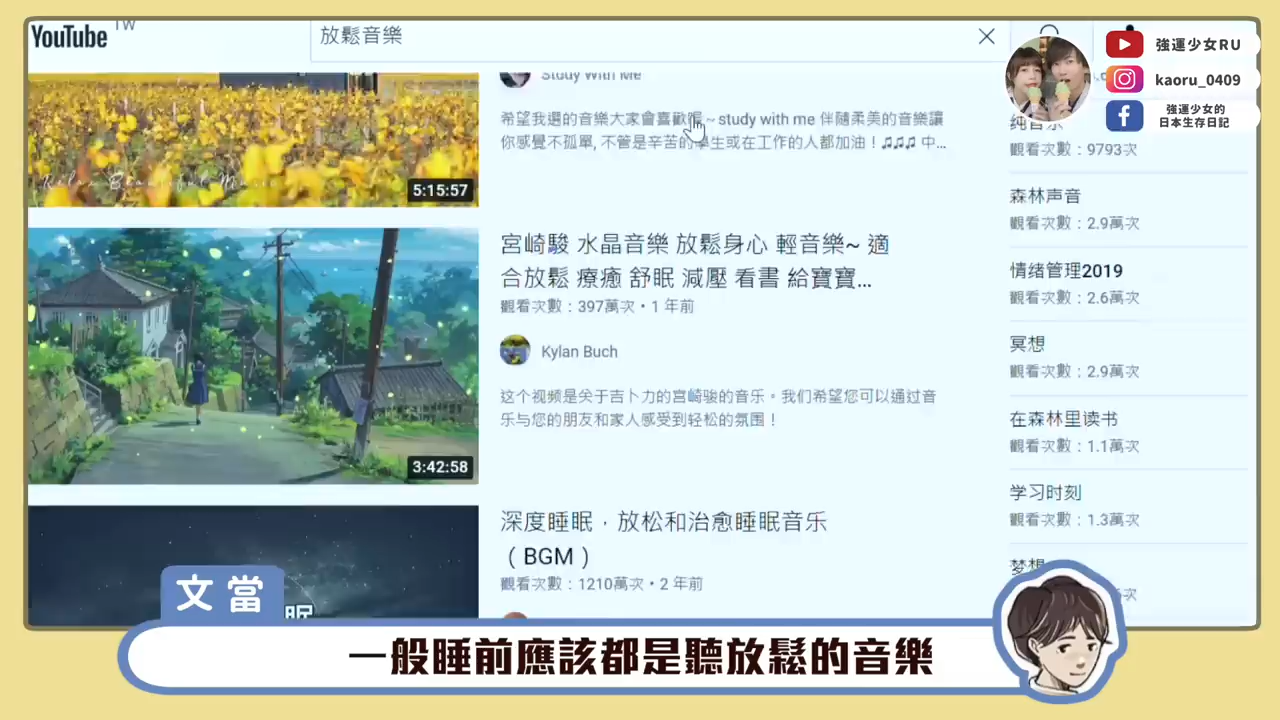 YouTube TW
放鬆音樂
強運少女RU
kaoru_0409
強運少女的
日本生存日記
Relax Beautiful Music
5:15:57
Study With Me
希望我選的音樂大家會喜歡喔~study with me 伴隨柔美的音樂讓
你感覺不孤單, 不管是辛苦的學生或在工作的人都加油！♫♫♫ 中...
宮崎駿 水晶音樂 放鬆身心 輕音樂~ 適
合放鬆 療癒 舒眠 減壓 看書 給寶寶...
觀看次數：397萬次・1 年前
Kylan Buch
这个视频是关于吉卜力的宮崎骏的音乐。我们希望您可以通过音
乐与您的朋友和家人感受到轻松的氛围！
3:42:58
深度睡眠，放松和治愈睡眠音乐
（BGM）
觀看次數：1210萬次・2 年前
眠
纯音乐
觀看次數：9793次
森林声音
觀看次數：2.9萬次
情绪管理2019
觀看次數：2.6萬次
冥想
觀看次數：2.9萬次
在森林里读书
觀看次數：1.1萬次
学习时刻
觀看次數：1.3萬次
梦想
次
文當
一般睡前應該都是聽放鬆的音樂